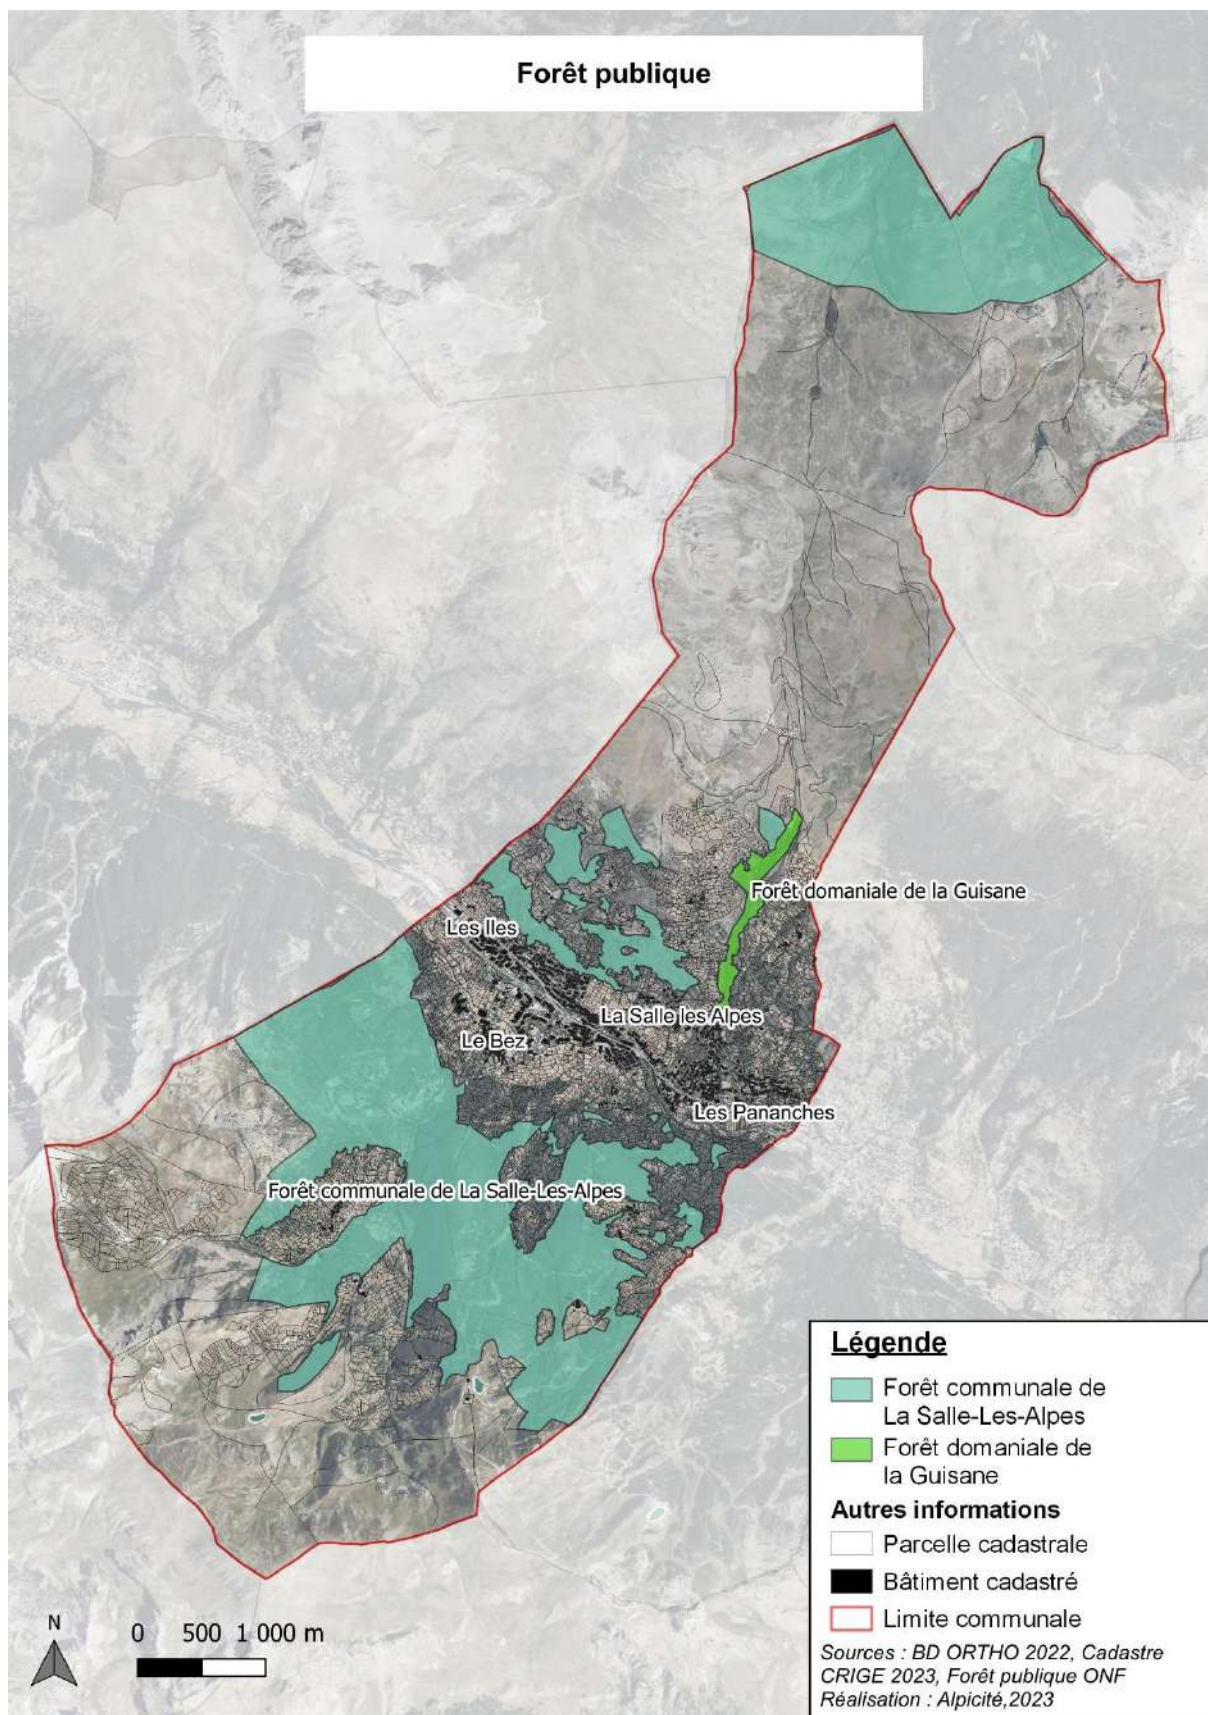 Forêt publique
Forêt domaniale de la Guisane
Les Iles
La Salle les Alpes
Le Bez
Les Pananches
Forêt communale de La Salle-Les-Alpes
Légende
Forêt communale de
La Salle-Les-Alpes
Forêt domaniale de
la Guisane
Autres informations
Parcelle cadastrale
Bâtiment cadastré
Limite communale
Sources : BD ORTHO 2022, Cadastre
CRIGE 2023, Forêt publique ONF
Réalisation : Alpicité,2023
N
0 500 1 000 m